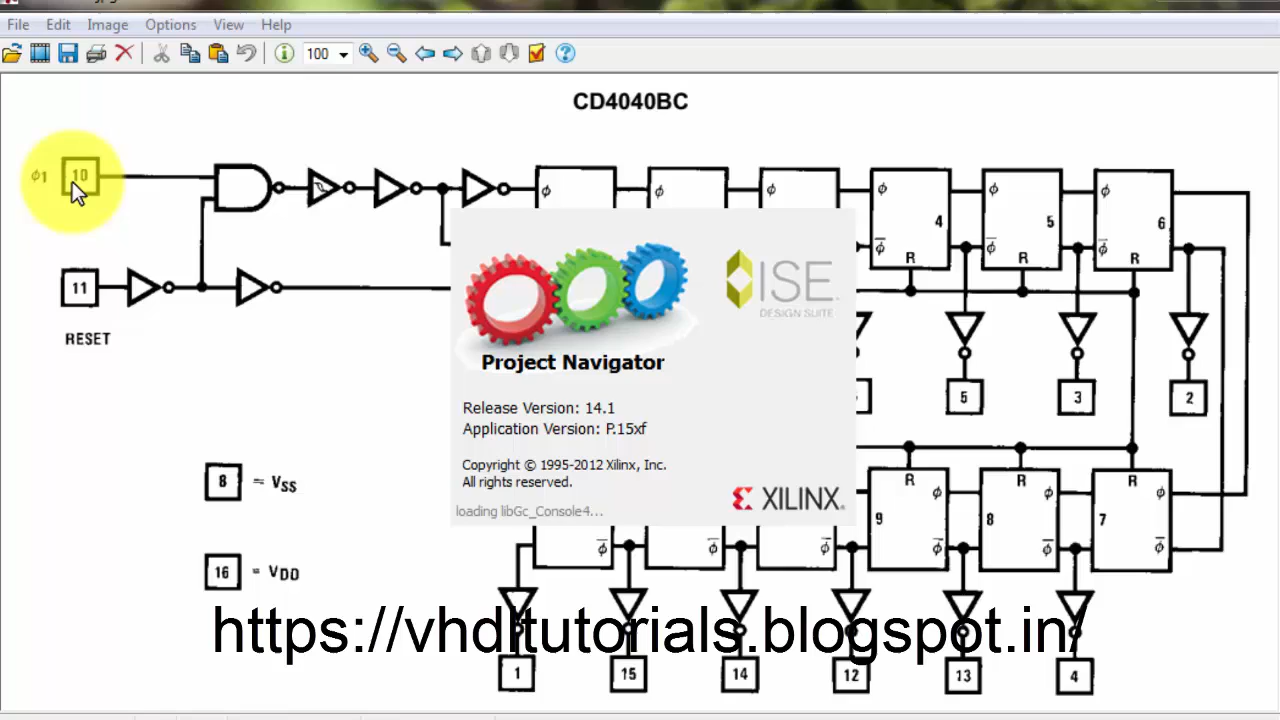 File Edit Image Options View Help
100
CD4040BC
ϕ1 10
ϕ ϕ ϕ ϕ ϕ
4 5 6
ϕ ϕ ϕ
R R R
11
RESET
ISE
DESIGN SUITE
Project Navigator
Release Version: 14.1
Application Version: P.15xf
5 3 2
Copyright © 1995-2012 Xilinx, Inc.
All rights reserved.
8 = VSS
XILINX
loading libGc_Console4...
R R R
ϕ ϕ ϕ
9 8 7
ϕ ϕ ϕ ϕ ϕ ϕ
16 = VDD
https://vhdltutorials.blogspot.in/
1 15 14 12 13 4